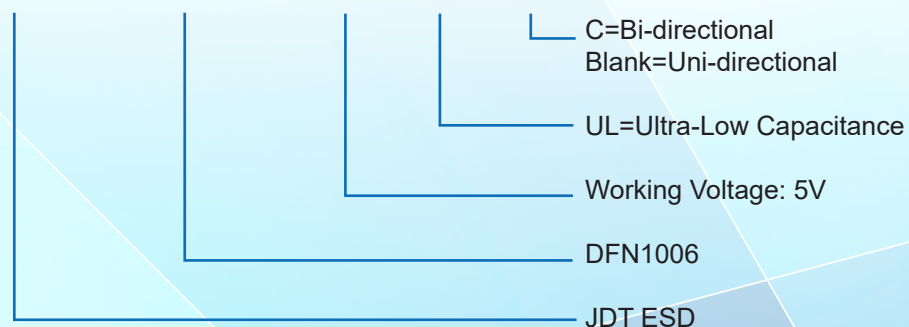 C=Bi-directional
Blank=Uni-directional
UL=Ultra-Low Capacitance
Working Voltage: 5V
DFN1006
JDT ESD